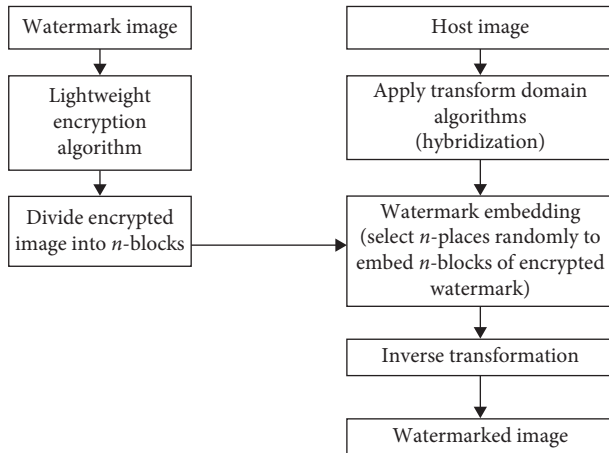 Watermark image
Lightweight
encryption
algorithm
Divide encrypted
image into n-blocks
Host image
Apply transform domain
algorithms
(hybridization)
Watermark embedding
(select n-places randomly to
embed n-blocks of encrypted
watermark)
Inverse transformation
Watermarked image